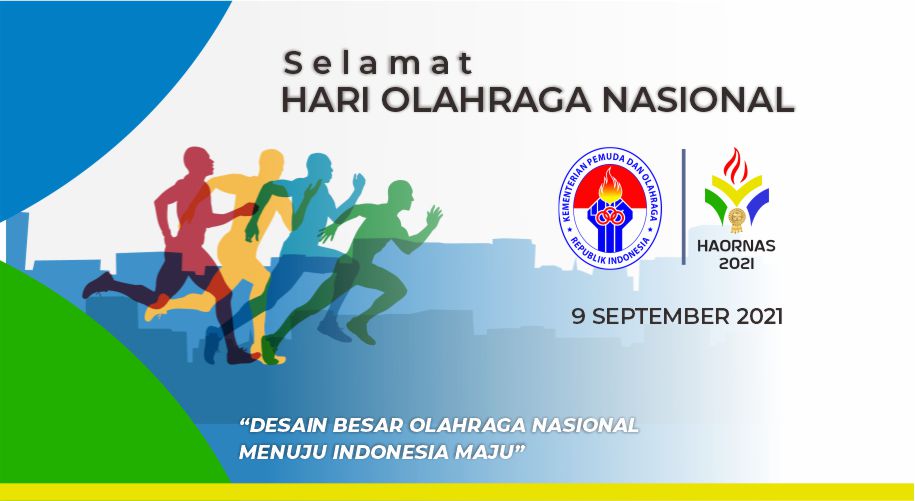 Selamat
HARI OLAHRAGA NASIONAL
KEMENTERIAN PEMUDA DAN OLAHRAGA
REPUBLIK INDONESIA
HAORNAS
2021
9 SEPTEMBER 2021
“DESAIN BESAR OLAHRAGA NASIONAL
MENUJU INDONESIA MAJU”